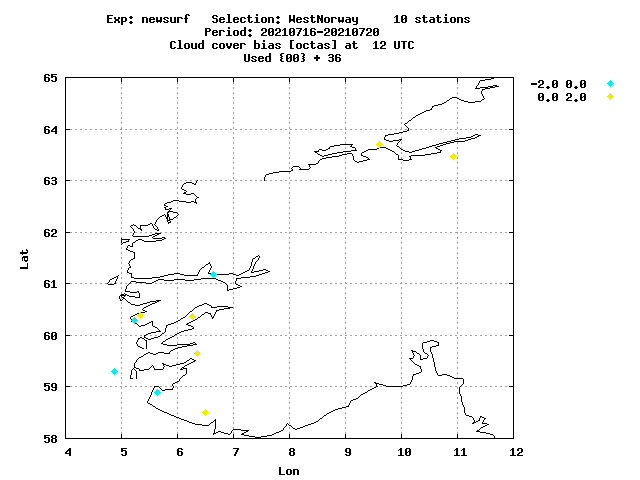 Exp: newsurf   Selection: WestNorway     10 stations
Period: 20210716-20210720
Cloud cover bias [octas] at  12 UTC
Used {00} + 36
-2.0 0.0
0.0 2.0
65
64
63
62
61
60
59
58
Lat
4 5 6 7 8 9 10 11 12
Lon